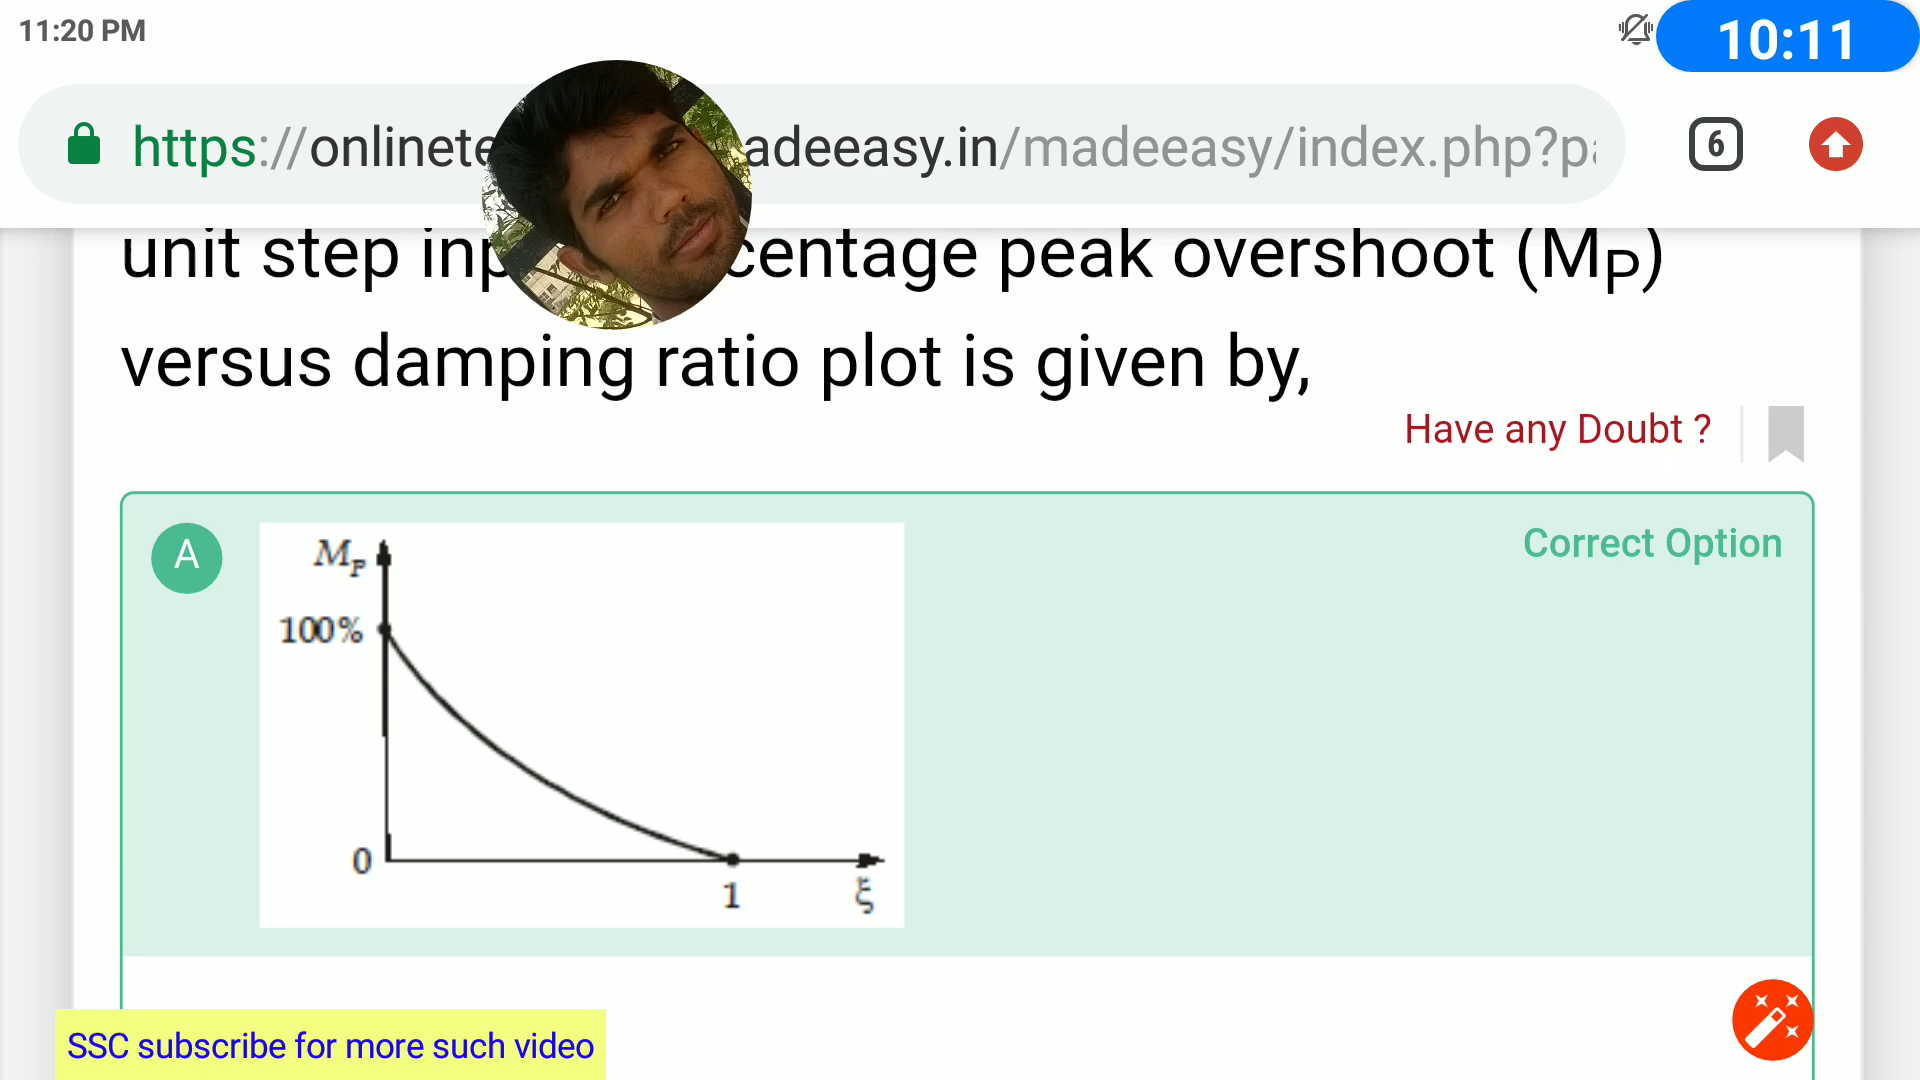 11:20 PM
10:11
https://onlinete adeeasy.in/madeeasy/index.php?pa
6
unit step inp centage peak overshoot (MP)
versus damping ratio plot is given by,
Have any Doubt ?
A
Correct Option
MP
100%
0
1
ξ
SSC subscribe for more such video